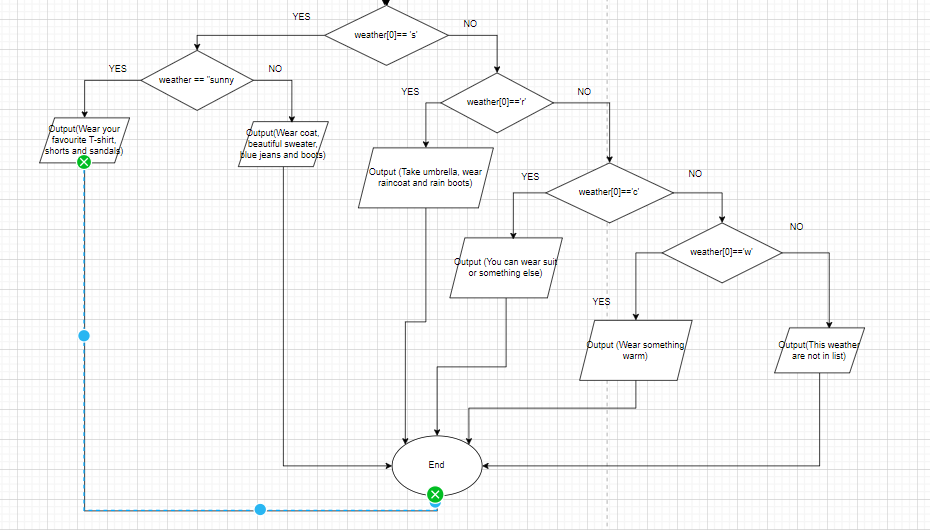 YES
NO
weather[0]== 's'
YES
NO
weather == "sunny
YES
NO
weather[0]=='r'
Output(Wear your
favourite T-shirt,
shorts and sandals)
Output(Wear coat,
beautiful sweater,
blue jeans and boots)
Output (Take umbrella, wear
raincoat and rain boots)
YES
NO
weather[0]=='c'
NO
weather[0]=='w'
Output (You can wear suit
or something else)
YES
Output (Wear something
warm)
Output(This weather
are not in list)
End